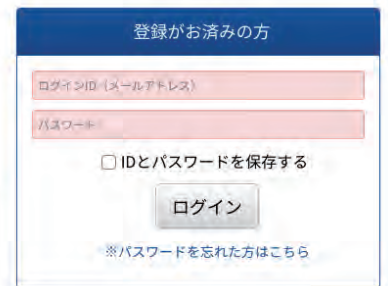 登録がお済みの方
ログインID（メールアドレス）
パスワード
IDとパスワードを保存する
ログイン
※パスワードを忘れた方はこちら